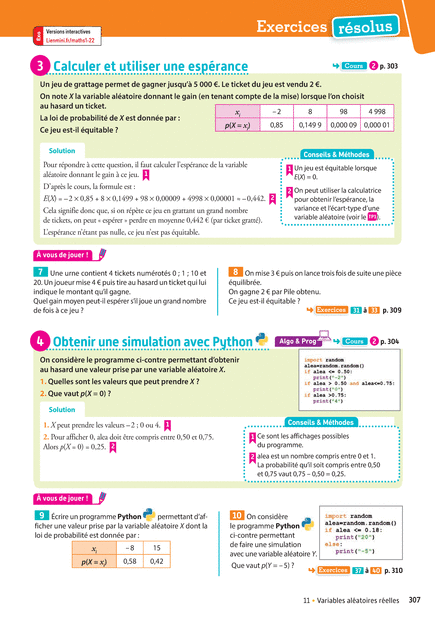 Exo
Versions interactives
Lienmini.fr/maths1-22
Exercices résolus
3 Calculer et utiliser une espérance
Cours 2 p. 303
Un jeu de grattage permet de gagner jusqu'à 5 000 €. Le ticket du jeu est vendu 2 €.
On note X la variable aléatoire donnant le gain (en tenant compte de la mise) lorsque l'on choisit
au hasard un ticket.
La loi de probabilité de X est donnée par :
Ce jeu est-il équitable ?
xᵢ −2 8 98 4 998
p(X = xᵢ) 0,85 0,149 9 0,000 09 0,000 01
Solution
Pour répondre à cette question, il faut calculer l'espérance de la variable
aléatoire donnant le gain à ce jeu. 1
D'après le cours, la formule est :
E(X) = −2 × 0,85 + 8 × 0,1499 + 98 × 0,00009 + 4998 × 0,00001 = −0,442. 2
Cela signifie donc que, si on répète ce jeu en grattant un grand nombre
de tickets, on peut « espérer » perdre en moyenne 0,442 € (par ticket gratté).
L'espérance n'étant pas nulle, ce jeu n'est pas équitable.
Conseils & Méthodes
1 Un jeu est équitable lorsque
E(X) = 0.
2 On peut utiliser la calculatrice
pour obtenir l'espérance, la
variance et l'écart-type d'une
variable aléatoire (voir le TP1).
À vous de jouer !
7 Une urne contient 4 tickets numérotés 0 ; 1 ; 10 et
20. Un joueur mise 4 € puis tire au hasard un ticket qui lui
indique le montant qu'il gagne.
Quel gain moyen peut-il espérer s'il joue un grand nombre
de fois à ce jeu ?
8 On mise 3 € puis on lance trois fois de suite une pièce
équilibrée.
On gagne 2 € par Pile obtenu.
Ce jeu est-il équitable ?
Exercices 31 à 33 p. 309
4 Obtenir une simulation avec Python
Algo & Prog
Cours 2 p. 304
On considère le programme ci-contre permettant d'obtenir
au hasard une valeur prise par une variable aléatoire X.
1. Quelles sont les valeurs que peut prendre X ?
2. Que vaut p(X = 0) ?
import random
alea=random.random()
if alea <= 0.50:
print("-2")
if alea > 0.50 and alea<=0.75:
print("0")
if alea >0.75:
print("4")
Solution
1. X peut prendre les valeurs −2 ; 0 ou 4. 1
2. Pour afficher 0, alea doit être compris entre 0,50 et 0,75.
Alors p(X = 0) = 0,25. 2
Conseils & Méthodes
1 Ce sont les affichages possibles
du programme.
2 alea est un nombre compris entre 0 et 1.
La probabilité qu'il soit compris entre 0,50
et 0,75 vaut 0,75 − 0,50 = 0,25.
À vous de jouer !
9 Écrire un programme Python permettant d'af-
ficher une valeur prise par la variable aléatoire X dont la
loi de probabilité est donnée par :
xᵢ −8 15
p(X = xᵢ) 0,58 0,42
10 On considère
le programme Python
ci-contre permettant
de faire une simulation
avec une variable aléatoire Y.
Que vaut p(Y = −5) ?
import random
alea=random.random()
if alea <= 0.18:
print("20")
else:
print("-5")
Exercices 37 à 40 p. 310
11 • Variables aléatoires réelles 307